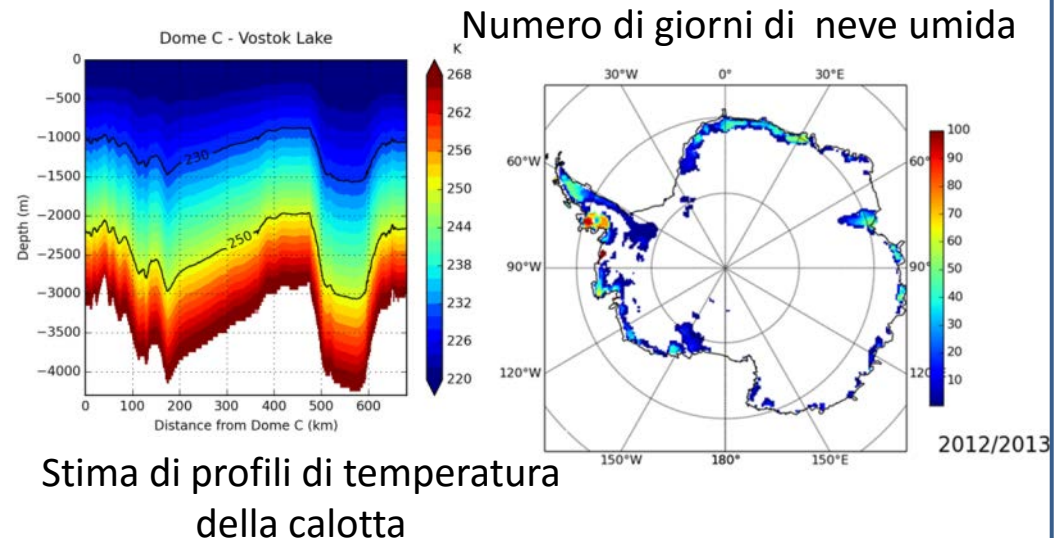 Numero di giorni di neve umida
Dome C - Vostok Lake
K
0
−500
−1000
−1500
−2000
−2500
−3000
−3500
−4000
Depth (m)
230
250
0 100 200 300 400 500 600
Distance from Dome C (km)
268
262
256
250
244
238
232
226
220
30°W 0° 30°E
60°W 60°
90°W 90°
120°W 120
150°W 180° 150°E
100
90
80
70
60
50
40
30
20
10
2012/2013
Stima di profili di temperatura
della calotta